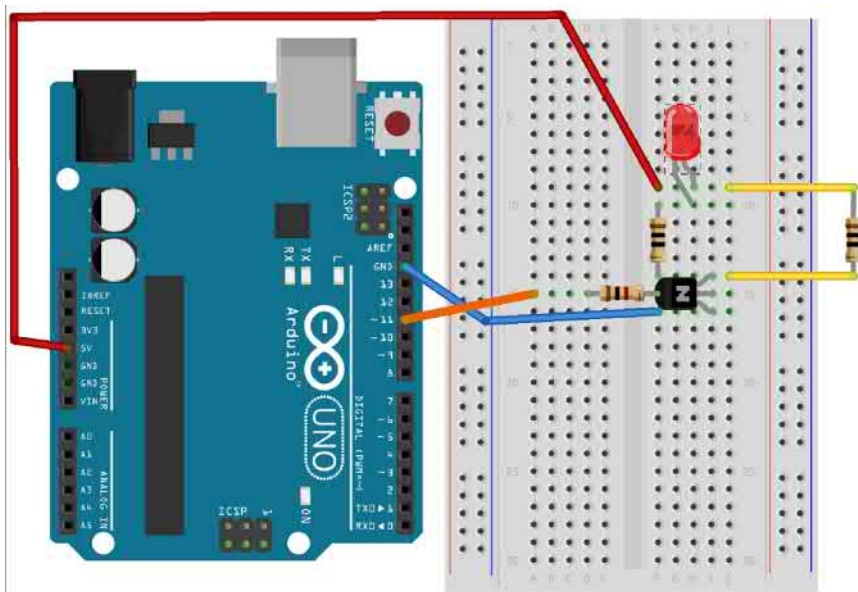 RESET
ICSP2
AREF
GND
13
12
~11
~10
~9
8
RX
TX
L
Arduino
UNO
IOREF
RESET
3V3
5V
GND
GND
VIN
POWER
7
~6
~5
4
~3
2
TX0▶1
RX0◀0
DIGITAL (PWM~)
A0
A1
A2
A3
A4
A5
ANALOG IN
ICSP
1
ON
N
5
10
15
20
25
30